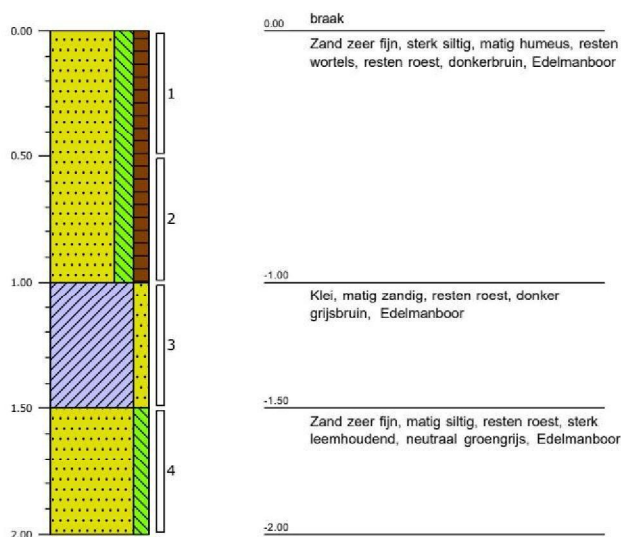 braak
0.00
0.00
Zand zeer fijn, sterk siltig, matig humeus, resten
wortels, resten roest, donkerbruin, Edelmanboor
1
0.50
2
1.00
-1.00
Klei, matig zandig, resten roest, donker
grijsbruin, Edelmanboor
3
1.50
-1.50
Zand zeer fijn, matig siltig, resten roest, sterk
leemhoudend, neutraal groengrijs, Edelmanboor
4
2.00
-2.00